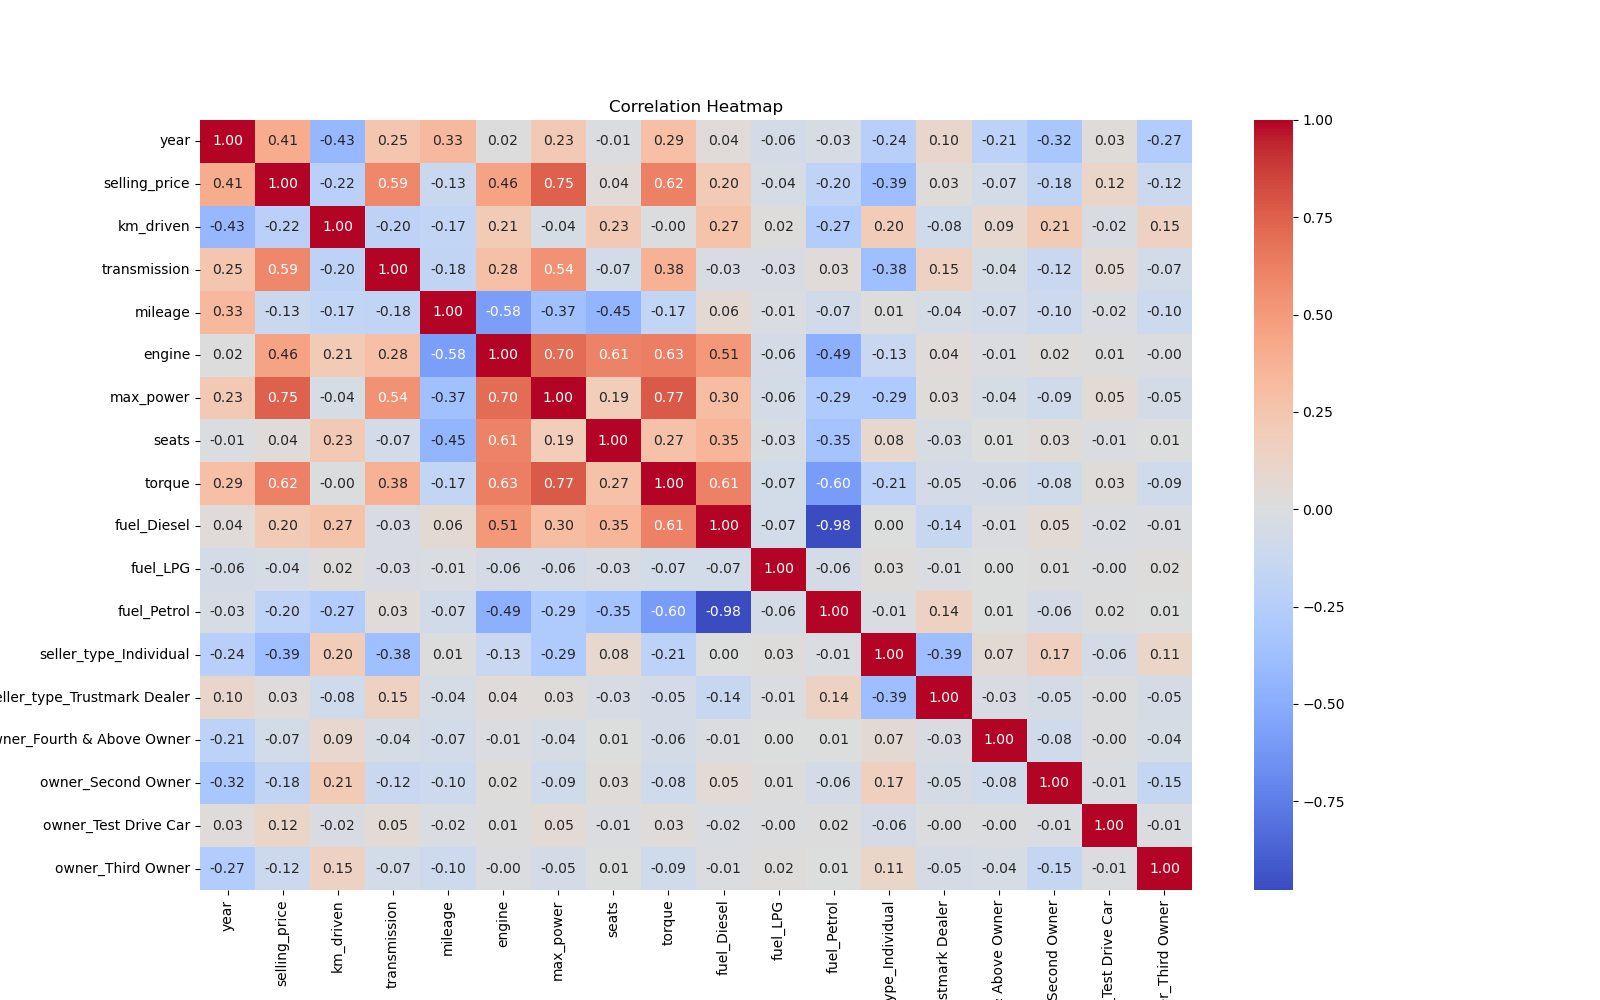 Correlation Heatmap
year 1.00 0.41 -0.43 0.25 0.33 0.02 0.23 -0.01 0.29 0.04 -0.06 -0.03 -0.24 0.10 -0.21 -0.32 0.03 -0.27
selling_price 0.41 1.00 -0.22 0.59 -0.13 0.46 0.75 0.04 0.62 0.20 -0.04 -0.20 -0.39 0.03 -0.07 -0.18 0.12 -0.12
km_driven -0.43 -0.22 1.00 -0.20 -0.17 0.21 -0.04 0.23 -0.00 0.27 0.02 -0.27 0.20 -0.08 0.09 0.21 -0.02 0.15
transmission 0.25 0.59 -0.20 1.00 -0.18 0.28 0.54 -0.07 0.38 -0.03 -0.03 0.03 -0.38 0.15 -0.04 -0.12 0.05 -0.07
mileage 0.33 -0.13 -0.17 -0.18 1.00 -0.58 -0.37 -0.45 -0.17 0.06 -0.01 -0.07 0.01 -0.04 -0.07 -0.10 -0.02 -0.10
engine 0.02 0.46 0.21 0.28 -0.58 1.00 0.70 0.61 0.63 0.51 -0.06 -0.49 -0.13 0.04 -0.01 0.02 0.01 -0.00
max_power 0.23 0.75 -0.04 0.54 -0.37 0.70 1.00 0.19 0.77 0.30 -0.06 -0.29 -0.29 0.03 -0.04 -0.09 0.05 -0.05
seats -0.01 0.04 0.23 -0.07 -0.45 0.61 0.19 1.00 0.27 0.35 -0.03 -0.35 0.08 -0.03 0.01 0.03 -0.01 0.01
torque 0.29 0.62 -0.00 0.38 -0.17 0.63 0.77 0.27 1.00 0.61 -0.07 -0.60 -0.21 -0.05 -0.06 -0.08 0.03 -0.09
fuel_Diesel 0.04 0.20 0.27 -0.03 0.06 0.51 0.30 0.35 0.61 1.00 -0.07 -0.98 0.00 -0.14 -0.01 0.05 -0.02 -0.01
fuel_LPG -0.06 -0.04 0.02 -0.03 -0.01 -0.06 -0.06 -0.03 -0.07 -0.07 1.00 -0.06 0.03 -0.01 0.00 0.01 -0.00 0.02
fuel_Petrol -0.03 -0.20 -0.27 0.03 -0.07 -0.49 -0.29 -0.35 -0.60 -0.98 -0.06 1.00 -0.01 0.14 0.01 -0.06 0.02 0.01
seller_type_Individual -0.24 -0.39 0.20 -0.38 0.01 -0.13 -0.29 0.08 -0.21 0.00 0.03 -0.01 1.00 -0.39 0.07 0.17 -0.06 0.11
eller_type_Trustmark Dealer 0.10 0.03 -0.08 0.15 -0.04 0.04 0.03 -0.03 -0.05 -0.14 -0.01 0.14 -0.39 1.00 -0.03 -0.05 -0.00 -0.05
wner_Fourth & Above Owner -0.21 -0.07 0.09 -0.04 -0.07 -0.01 -0.04 0.01 -0.06 -0.01 0.00 0.01 0.07 -0.03 1.00 -0.08 -0.00 -0.04
owner_Second Owner -0.32 -0.18 0.21 -0.12 -0.10 0.02 -0.09 0.03 -0.08 0.05 0.01 -0.06 0.17 -0.05 -0.08 1.00 -0.01 -0.15
owner_Test Drive Car 0.03 0.12 -0.02 0.05 -0.02 0.01 0.05 -0.01 0.03 -0.02 -0.00 0.02 -0.06 -0.00 -0.00 -0.01 1.00 -0.01
owner_Third Owner -0.27 -0.12 0.15 -0.07 -0.10 -0.00 -0.05 0.01 -0.09 -0.01 0.02 0.01 0.11 -0.05 -0.04 -0.15 -0.01 1.00
year
selling_price
km_driven
transmission
mileage
engine
max_power
seats
torque
fuel_Diesel
fuel_LPG
fuel_Petrol
ype_Individual
stmark Dealer
Above Owner
Second Owner
_Test Drive Car
r_Third Owner
1.00
0.75
0.50
0.25
0.00
−0.25
−0.50
−0.75